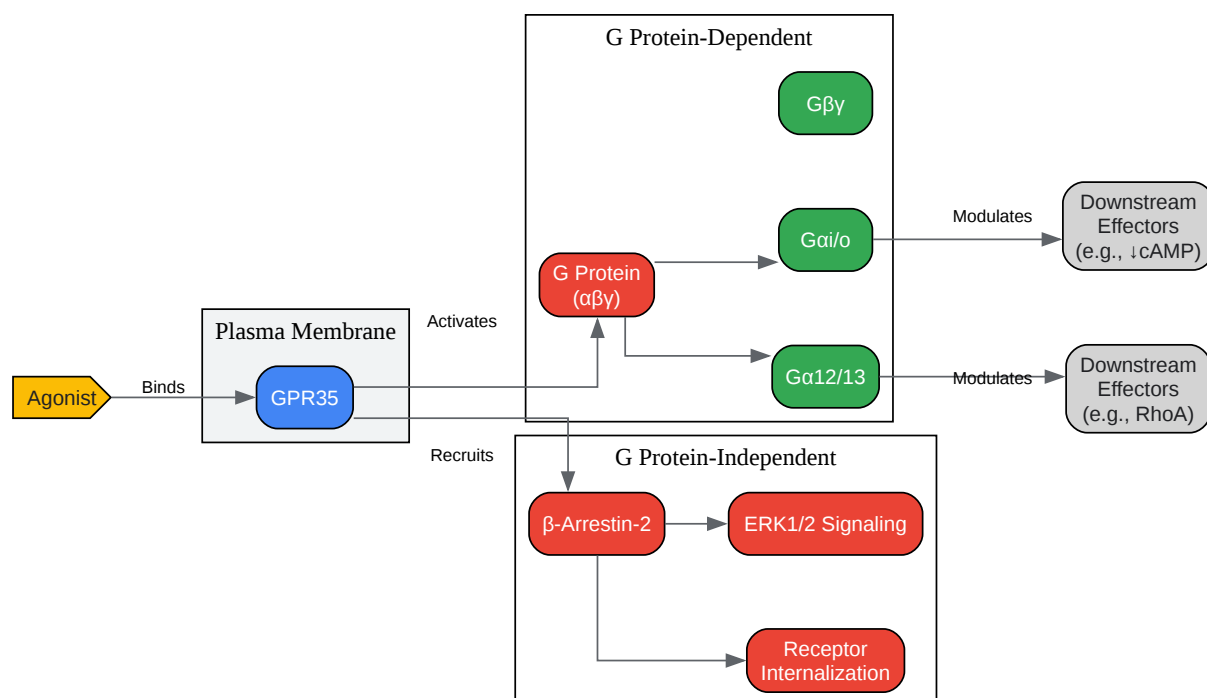 G Protein-Dependent
Gβγ
Gαi/o
Modulates
Downstream
Effectors
(e.g., ↓cAMP)
G Protein
(αβγ)
Plasma Membrane
Activates
Agonist
Binds
GPR35
Gα12/13
Modulates
Downstream
Effectors
(e.g., RhoA)
Recruits
G Protein-Independent
β-Arrestin-2
ERK1/2 Signaling
Receptor
Internalization